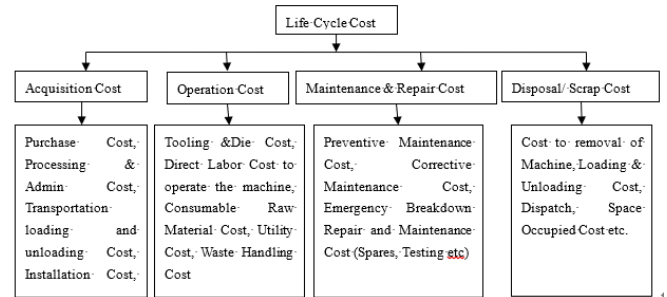 Life Cycle Cost
Acquisition Cost
Operation Cost
Maintenance & Repair Cost
Disposal/ Scrap Cost
Purchase Cost,
Processing &
Admin Cost,
Transportation
loading and
unloading Cost,
Installation Cost,
Tooling &Die Cost,
Direct Labor Cost to
operate the machine,
Consumable Raw
Material Cost, Utility
Cost, Waste Handling
Cost
Preventive Maintenance
Cost, Corrective
Maintenance Cost,
Emergency Breakdown
Repair and Maintenance
Cost (Spares, Testing etc)
Cost to removal of
Machine, Loading &
Unloading Cost,
Dispatch, Space
Occupied Cost etc.